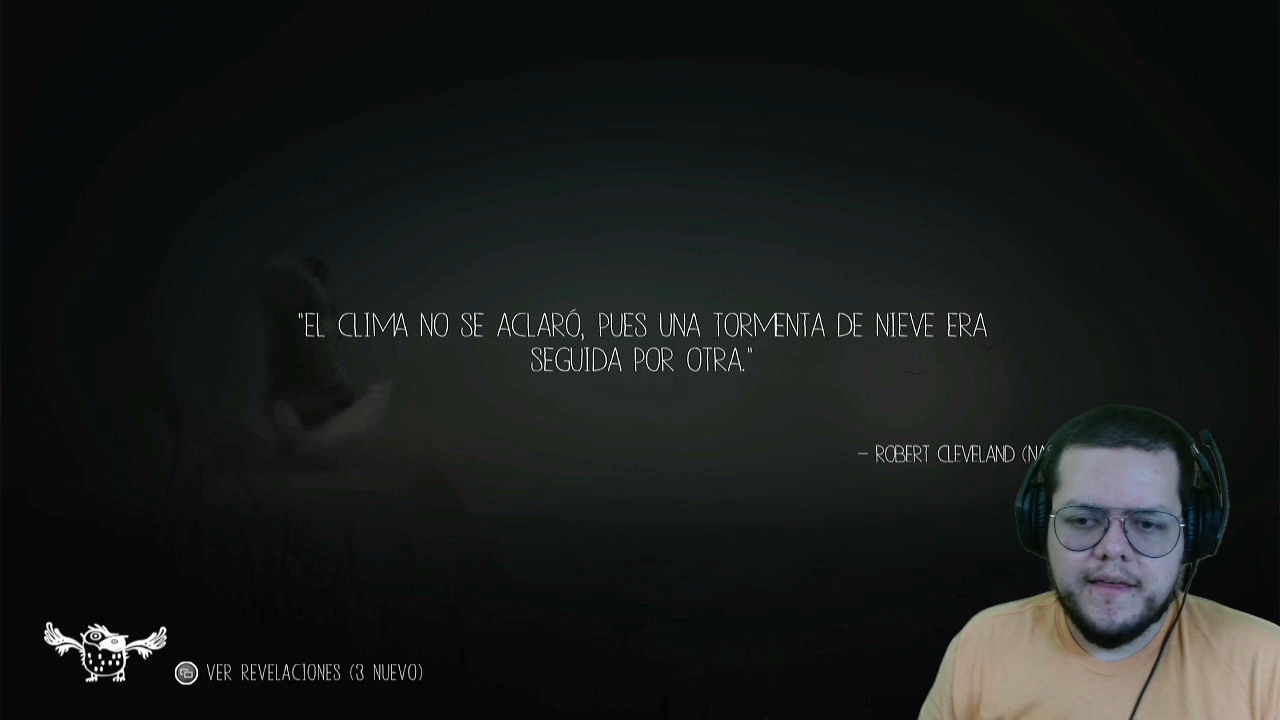 "EL CLIMA NO SE ACLARÓ, PUES UNA TORMENTA DE NIEVE ERA
SEGUIDA POR OTRA."
– ROBERT CLEVELAND
VER REVELACIONES (3 NUEVO)